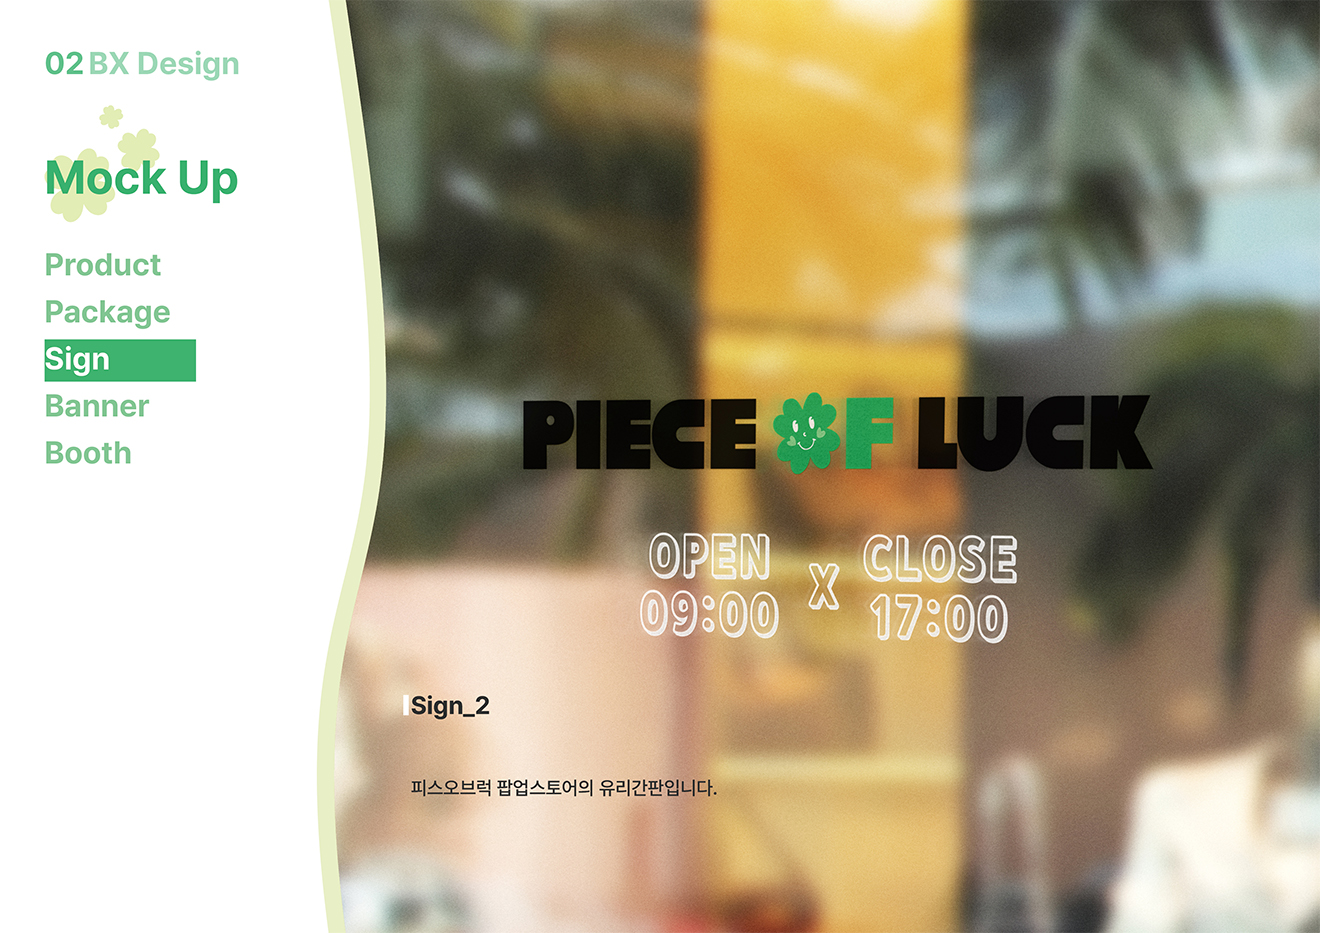 02 BX Design
Mock Up
Product
Package
Sign
Banner
Booth
PIECE OF LUCK
OPEN X CLOSE
09:00 17:00
Sign_2
피스오브럭 팝업스토어의 유리간판입니다.